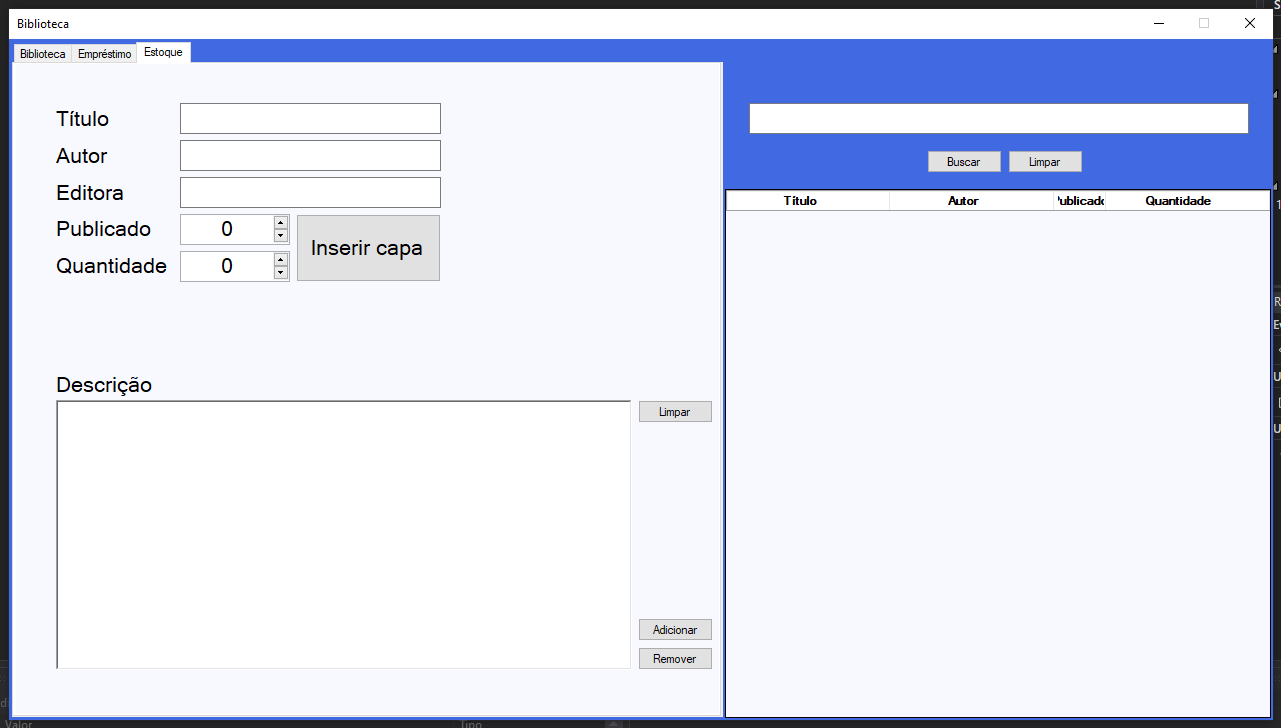 Biblioteca
Biblioteca Empréstimo Estoque
Título
Autor
Editora
Publicado 0
Quantidade 0
Inserir capa
Descrição
Limpar
Adicionar
Remover
Buscar Limpar
Título Autor Publicado Quantidade
Valor Tipo